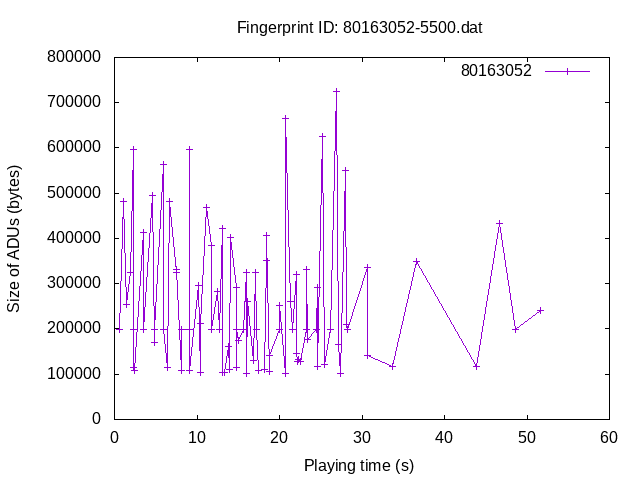 Fingerprint ID: 80163052-5500.dat
80163052
Size of ADUs (bytes)
800000
700000
600000
500000
400000
300000
200000
100000
0
0 10 20 30 40 50 60
Playing time (s)